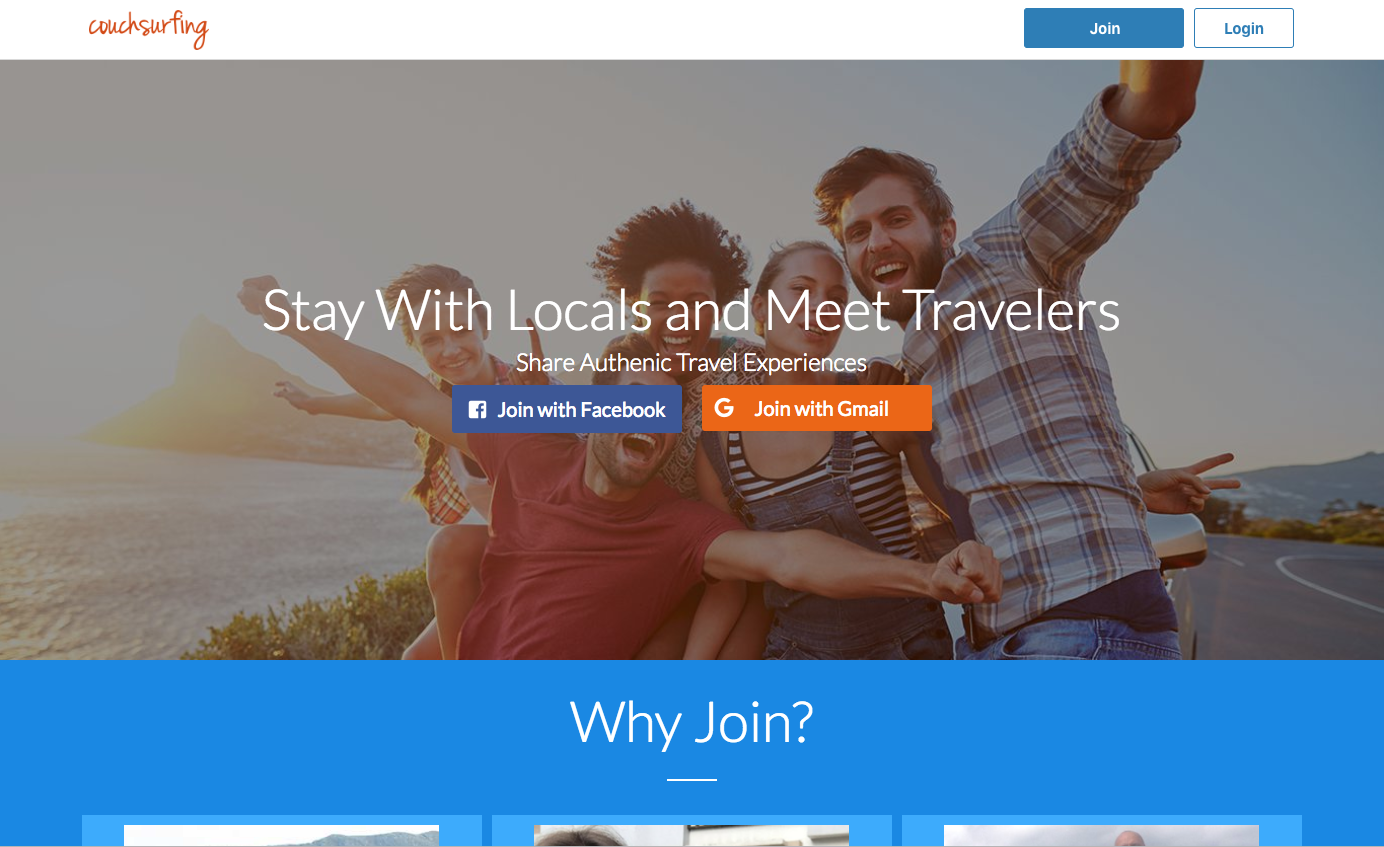 couchsurfing
Join
Login
Stay With Locals and Meet Travelers
Share Authenic Travel Experiences
Join with Facebook
Join with Gmail
Why Join?